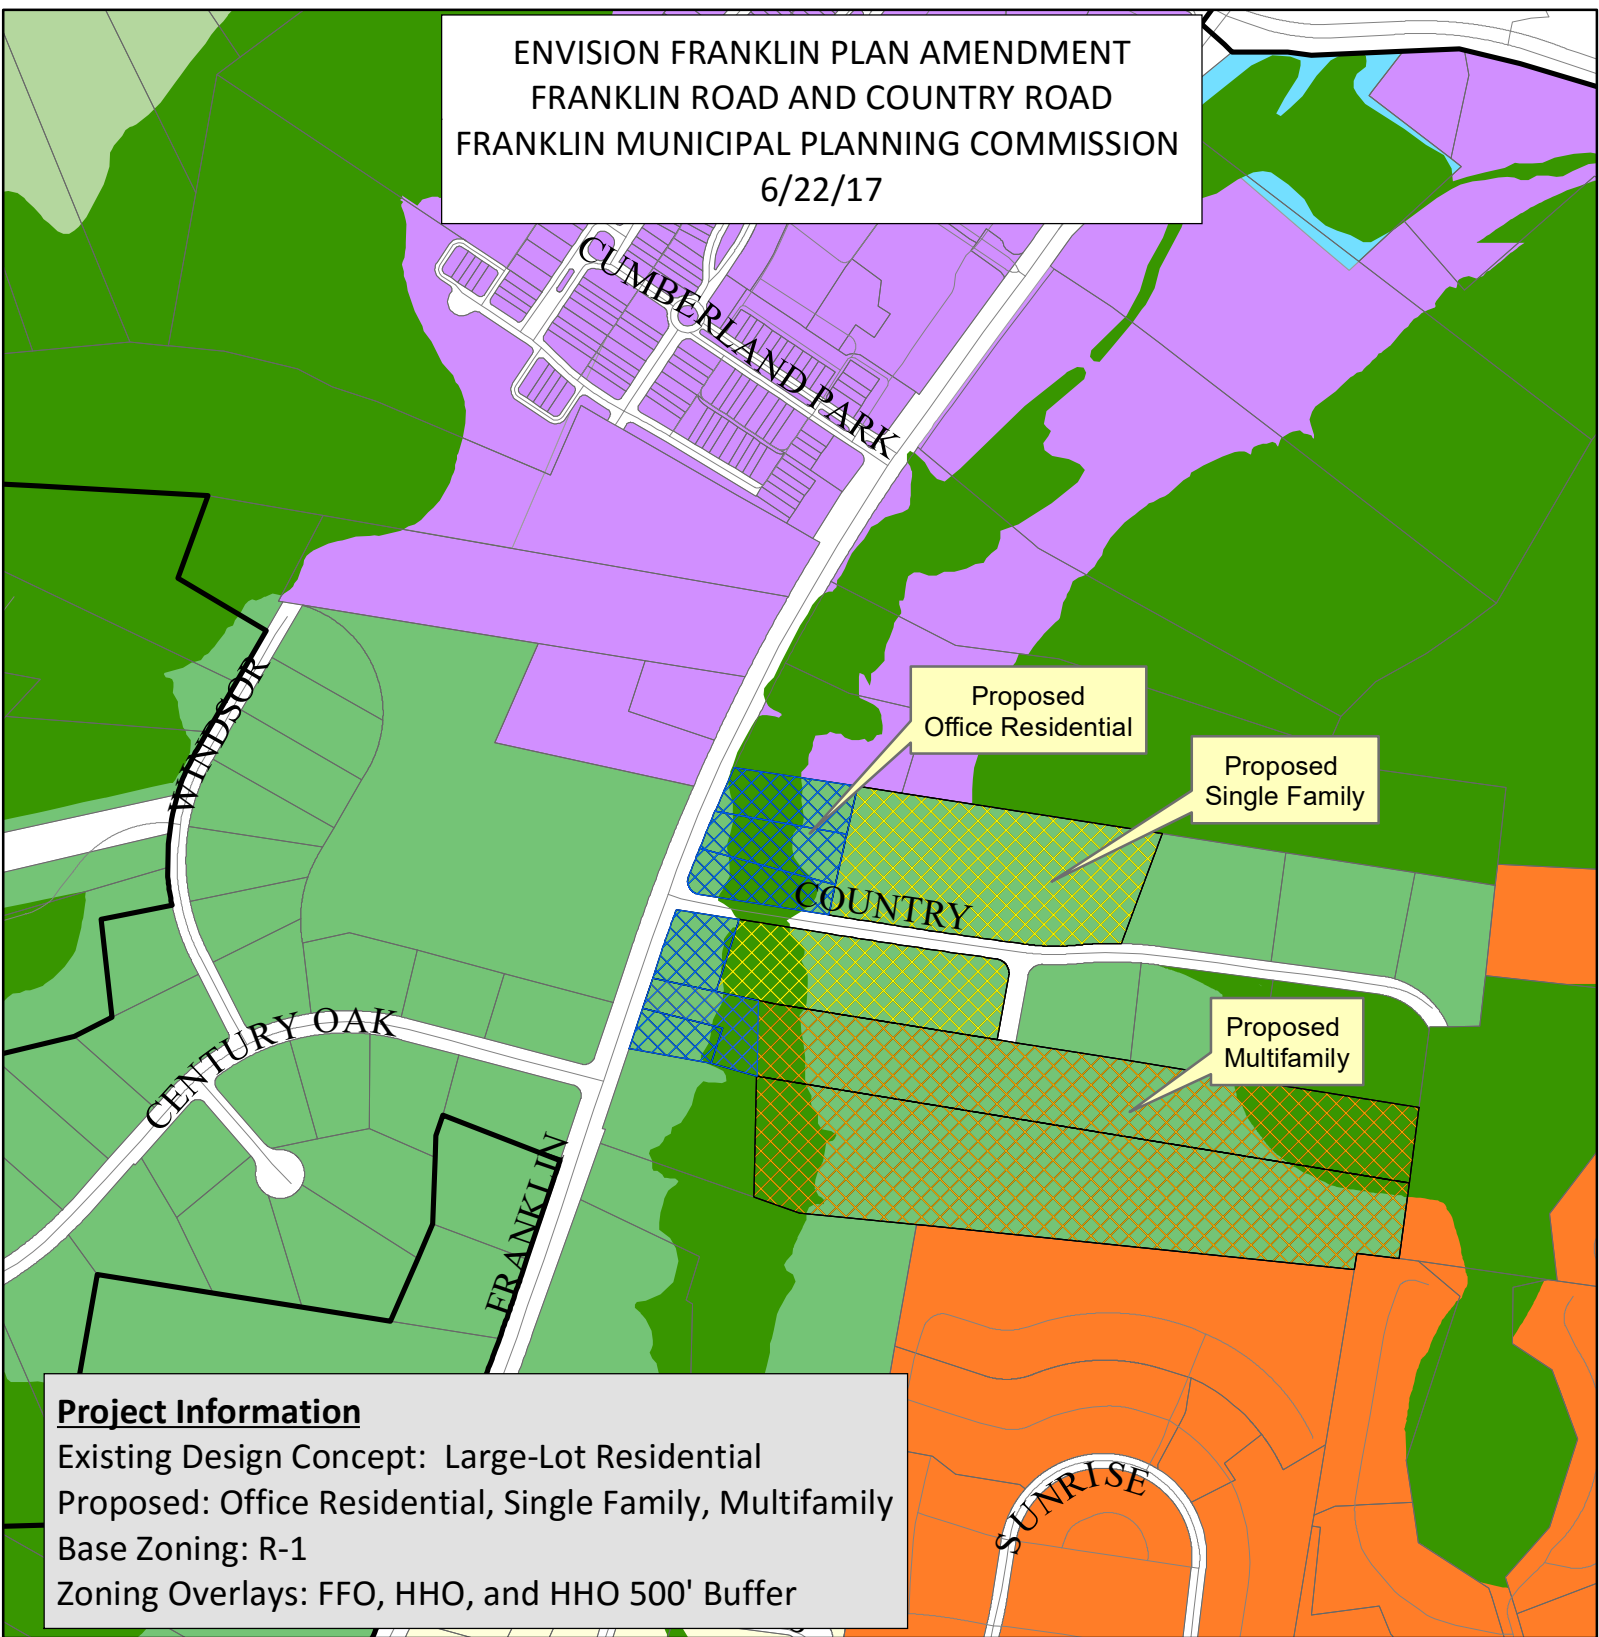 ENVISION FRANKLIN PLAN AMENDMENT
FRANKLIN ROAD AND COUNTRY ROAD
FRANKLIN MUNICIPAL PLANNING COMMISSION
6/22/17
CUMBERLAND PARK
WINDSOR
Proposed
Office Residential
Proposed
Single Family
COUNTRY
CENTURY OAK
Proposed
Multifamily
FRANKLIN
SUNRISE
Project Information
Existing Design Concept: Large-Lot Residential
Proposed: Office Residential, Single Family, Multifamily
Base Zoning: R-1
Zoning Overlays: FFO, HHO, and HHO 500' Buffer